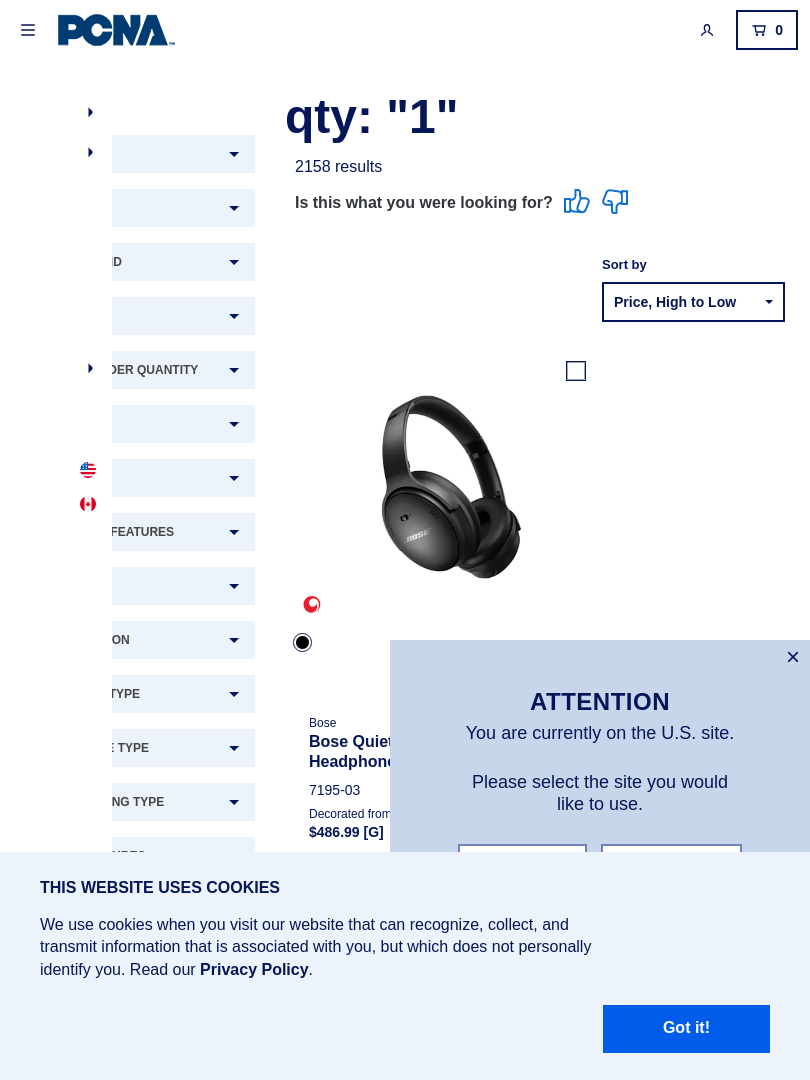 PCNA
0
qty: "1"
2158 results
Is this what you were looking for?
Sort by
Price, High to Low
DER QUANTITY
FEATURES
ON
TYPE
TYPE
NG TYPE
BOSE
Bose
Bose Quiet
Headphone
7195-03
Decorated from
$486.99 [G]
ATTENTION
You are currently on the U.S. site.
Please select the site you would
like to use.
THIS WEBSITE USES COOKIES
We use cookies when you visit our website that can recognize, collect, and
transmit information that is associated with you, but which does not personally
identify you. Read our Privacy Policy.
Got it!